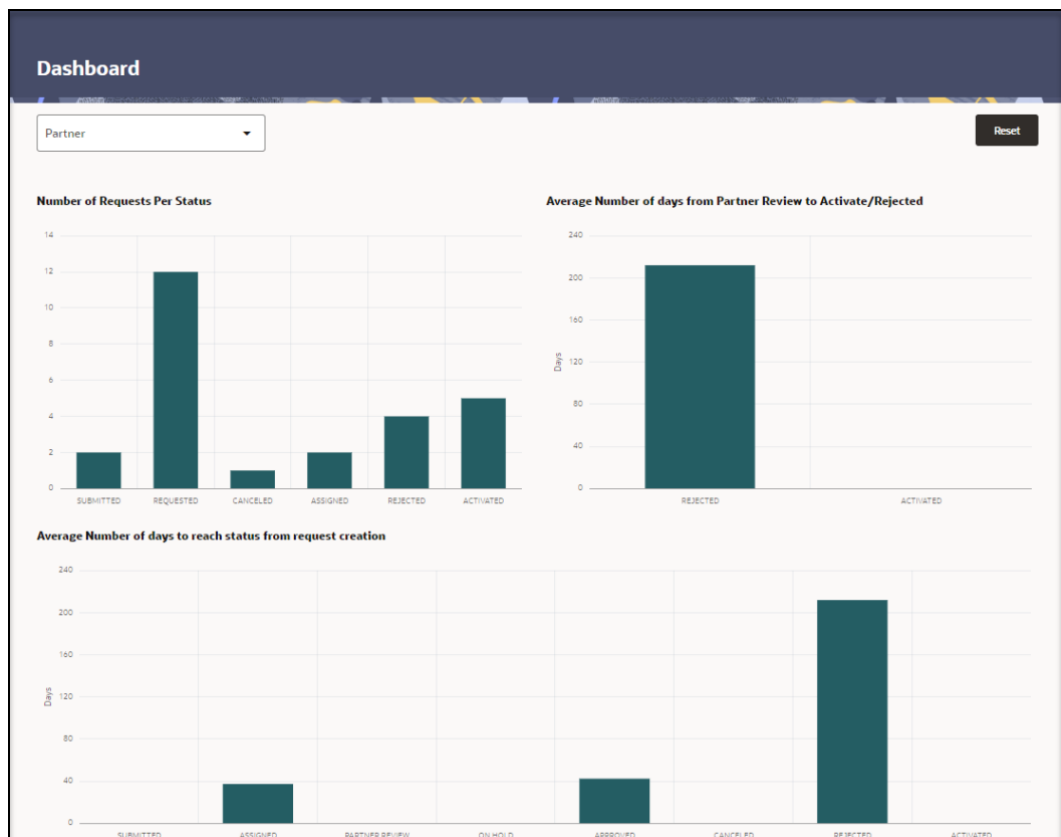 Dashboard
Partner
Reset
Number of Requests Per Status
14
12
10
8
6
4
2
0
SUBMITTED REQUESTED CANCELED ASSIGNED REJECTED ACTIVATED
Average Number of days from Partner Review to Activate/Rejected
240
200
160
120
80
40
0
Days
REJECTED ACTIVATED
Average Number of days to reach status from request creation
240
200
160
120
80
40
0
Days
SUBMITTED ASSIGNED PARTNER REVIEW ON HOLD APPROVED CANCELED REJECTED ACTIVATED